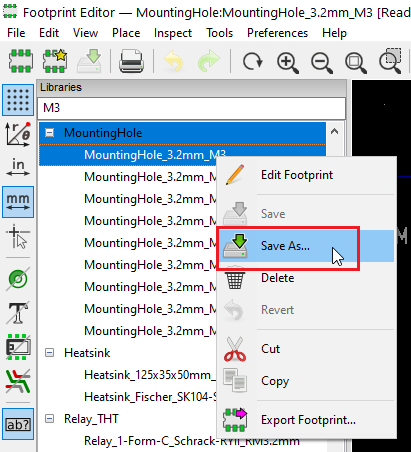 Footprint Editor — MountingHole:MountingHole_3.2mm_M3 [Read
File Edit View Place Inspect Tools Preferences Help
Libraries
M3
MountingHole
MountingHole_3.2mm_M3
MountingHole_3.2mm_M
MountingHole_3.2mm_M
MountingHole_3.2mm_M
MountingHole_3.2mm_M
MountingHole_3.2mm_M
MountingHole_3.2mm_M
MountingHole_3.2mm_M
MountingHole_3.2mm_M
Heatsink
Heatsink_125x35x50mm_
Heatsink_Fischer_SK104-S
Relay_THT
Relay_1-Form-C_Schrack-RYII_RM3.2mm
in
mm
T
ab?
Edit Footprint
Save
Save As...
Delete
Revert
Cut
Copy
Export Footprint...
M